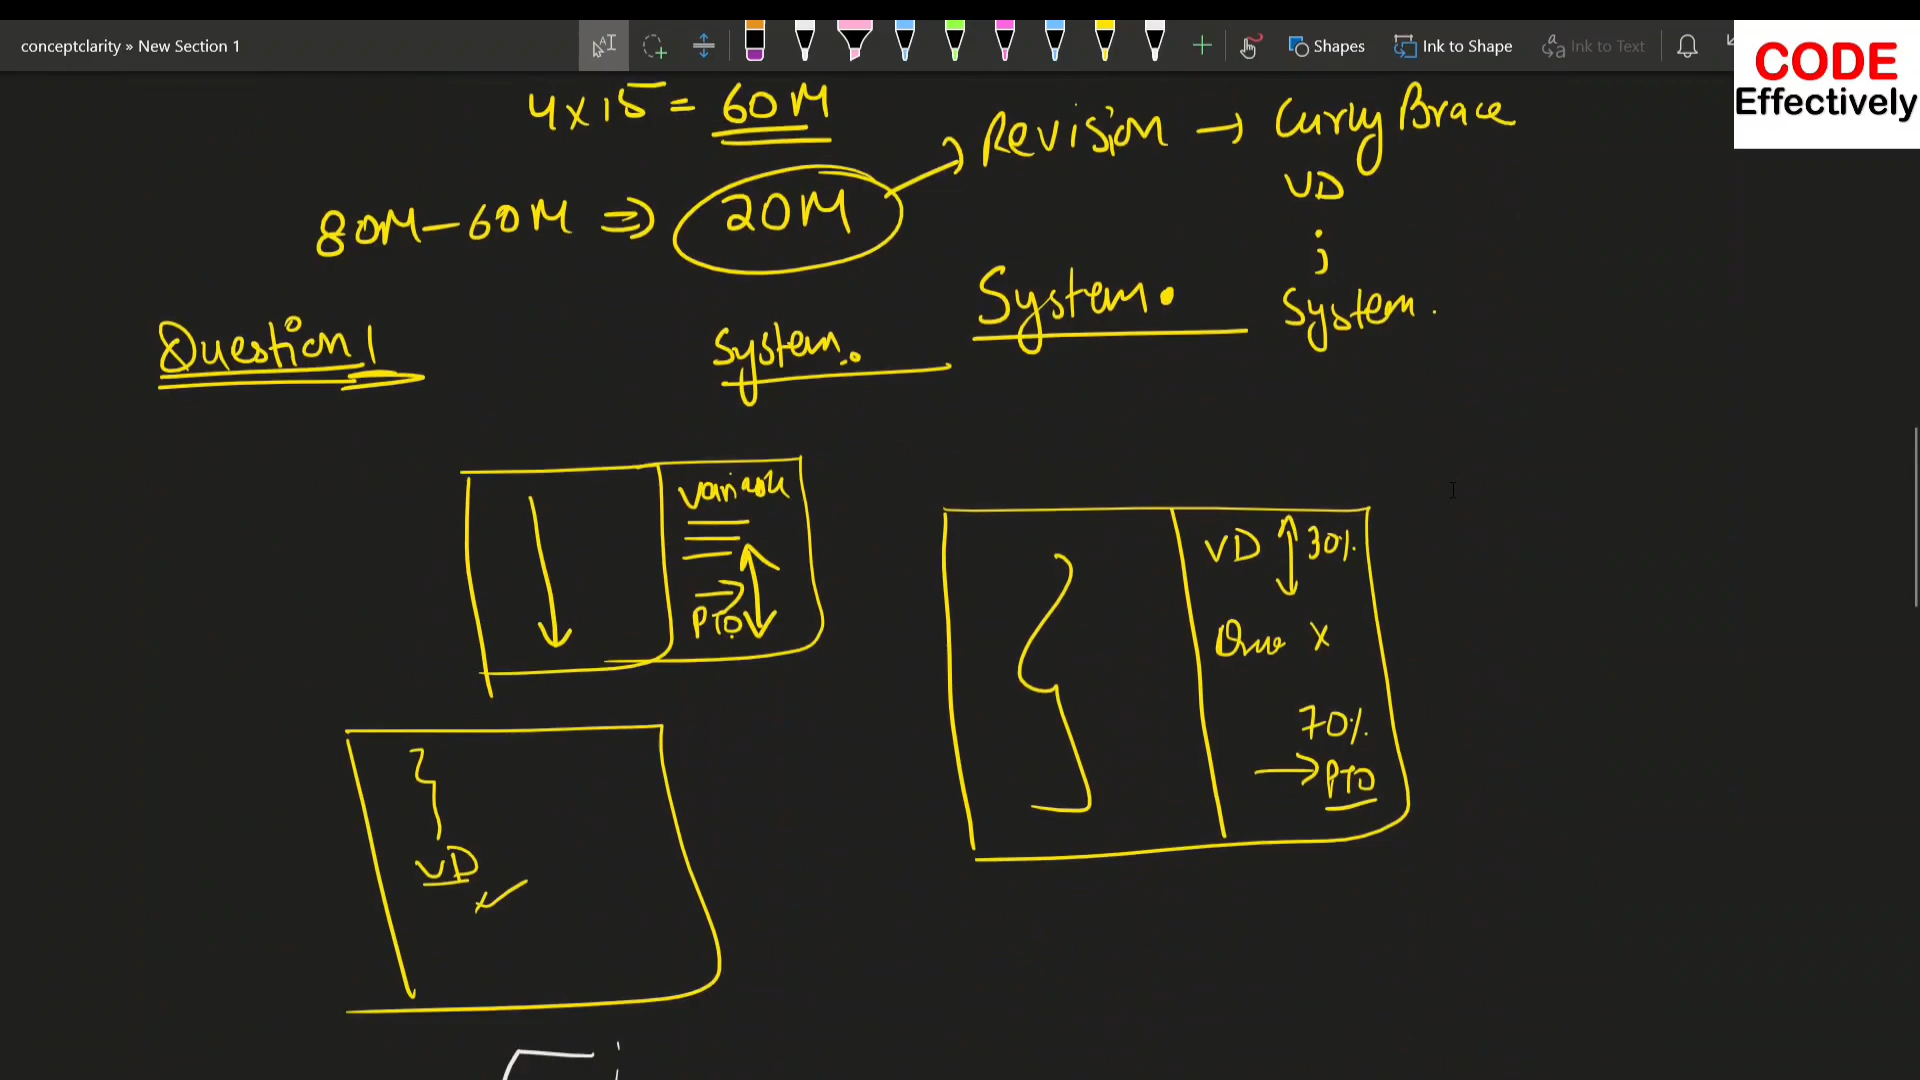 conceptclarity » New Section 1
Shapes
Ink to Shape
Ink to Text
CODE
Effectively
4x15 = 60M
Revision → Curly Brace
VD
;
System.
80M-60M ⇒ 20M
System.
Question 1
System.
Variable
PTO
VD 30%
x
70%
→ PTO
VD